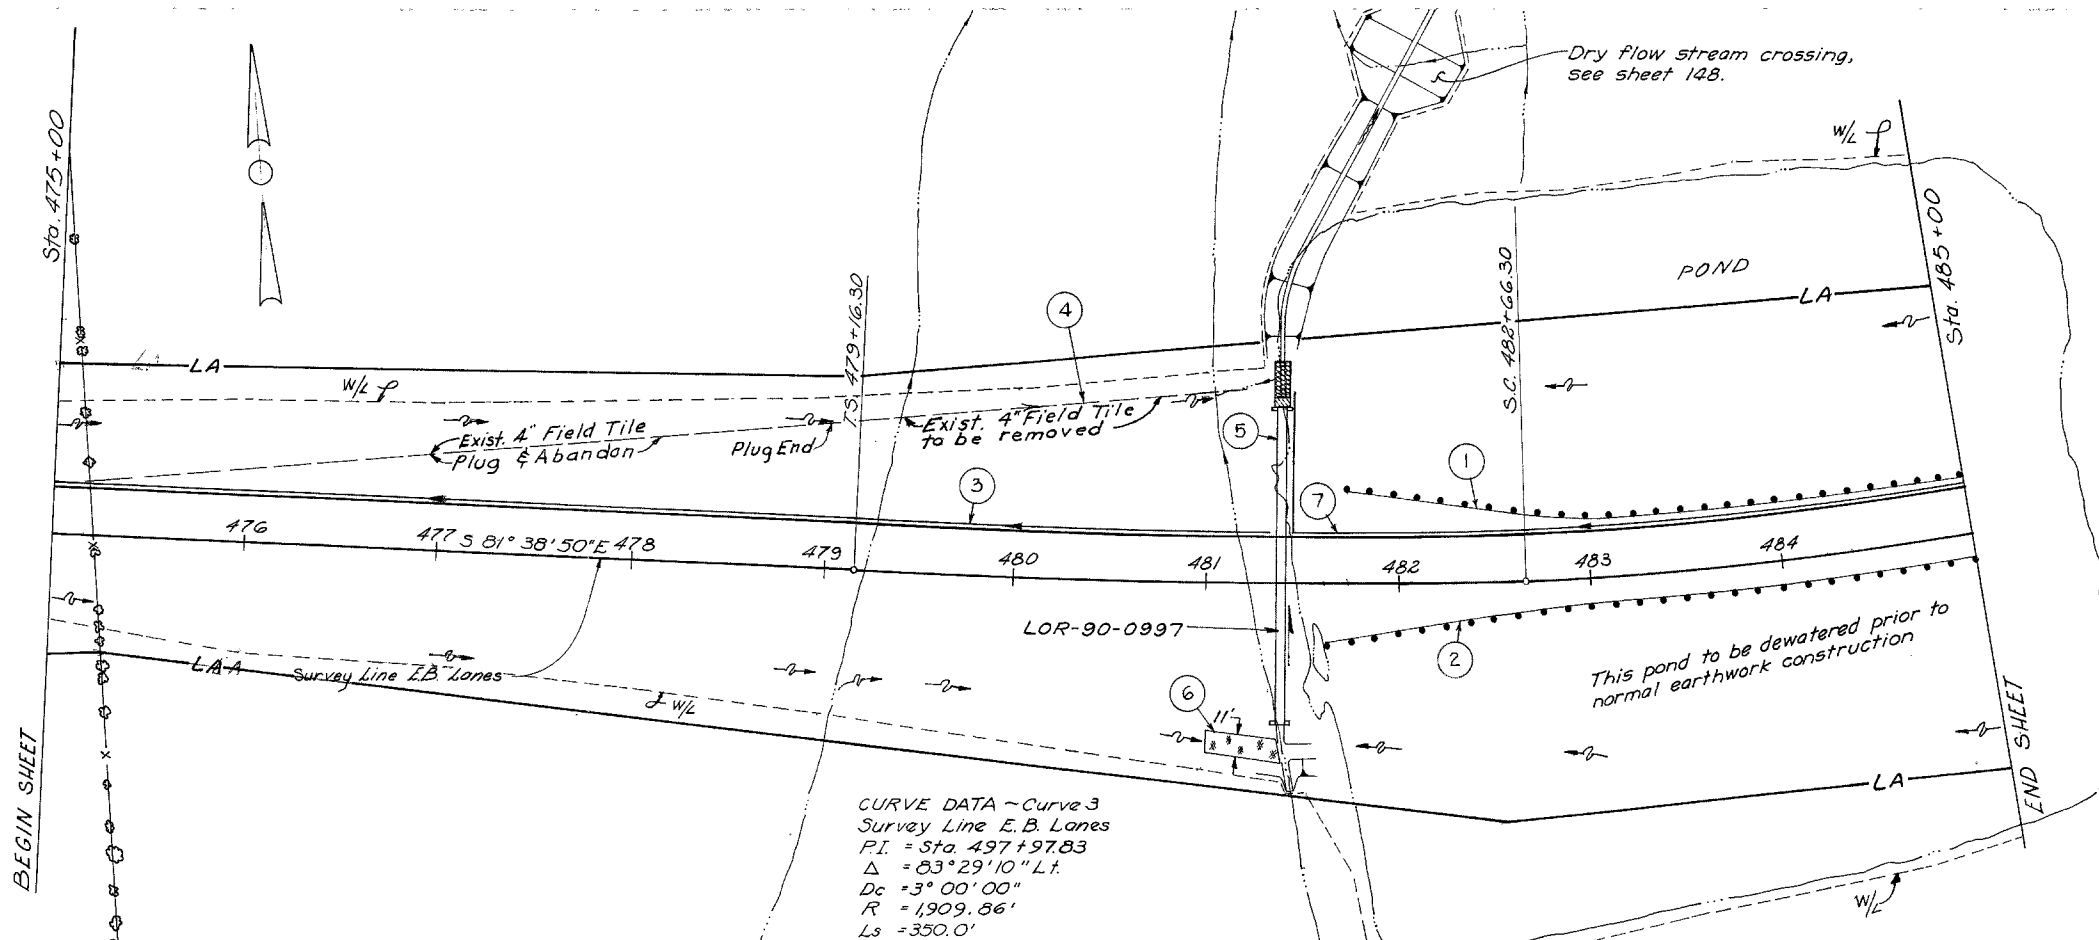 Dry flow stream crossing,
see sheet 148.
W/L
Sta. 475+00
Sta. 485+00
POND
LA
LA
T.S. 479+16.30
S.C. 482+66.30
4
W/L
Exist. 4" Field Tile
Plug & Abandon
Plug End
Exist. 4" Field Tile
to be removed
5
1
3
7
476
477
S 81° 38' 50" E
478
479
480
481
482
483
484
LOR-90-0997
2
This pond to be dewatered prior to
normal earthwork construction
LA
Survey Line E.B. Lanes
W/L
6
11'
BEGIN SHEET
END SHEET
LA
CURVE DATA ~ Curve 3
Survey Line E.B. Lanes
P.I. = Sta. 497+97.83
Δ = 83°29'10" Lt.
Dc = 3° 00' 00"
R = 1,909.86'
Ls = 350.0'
W/L